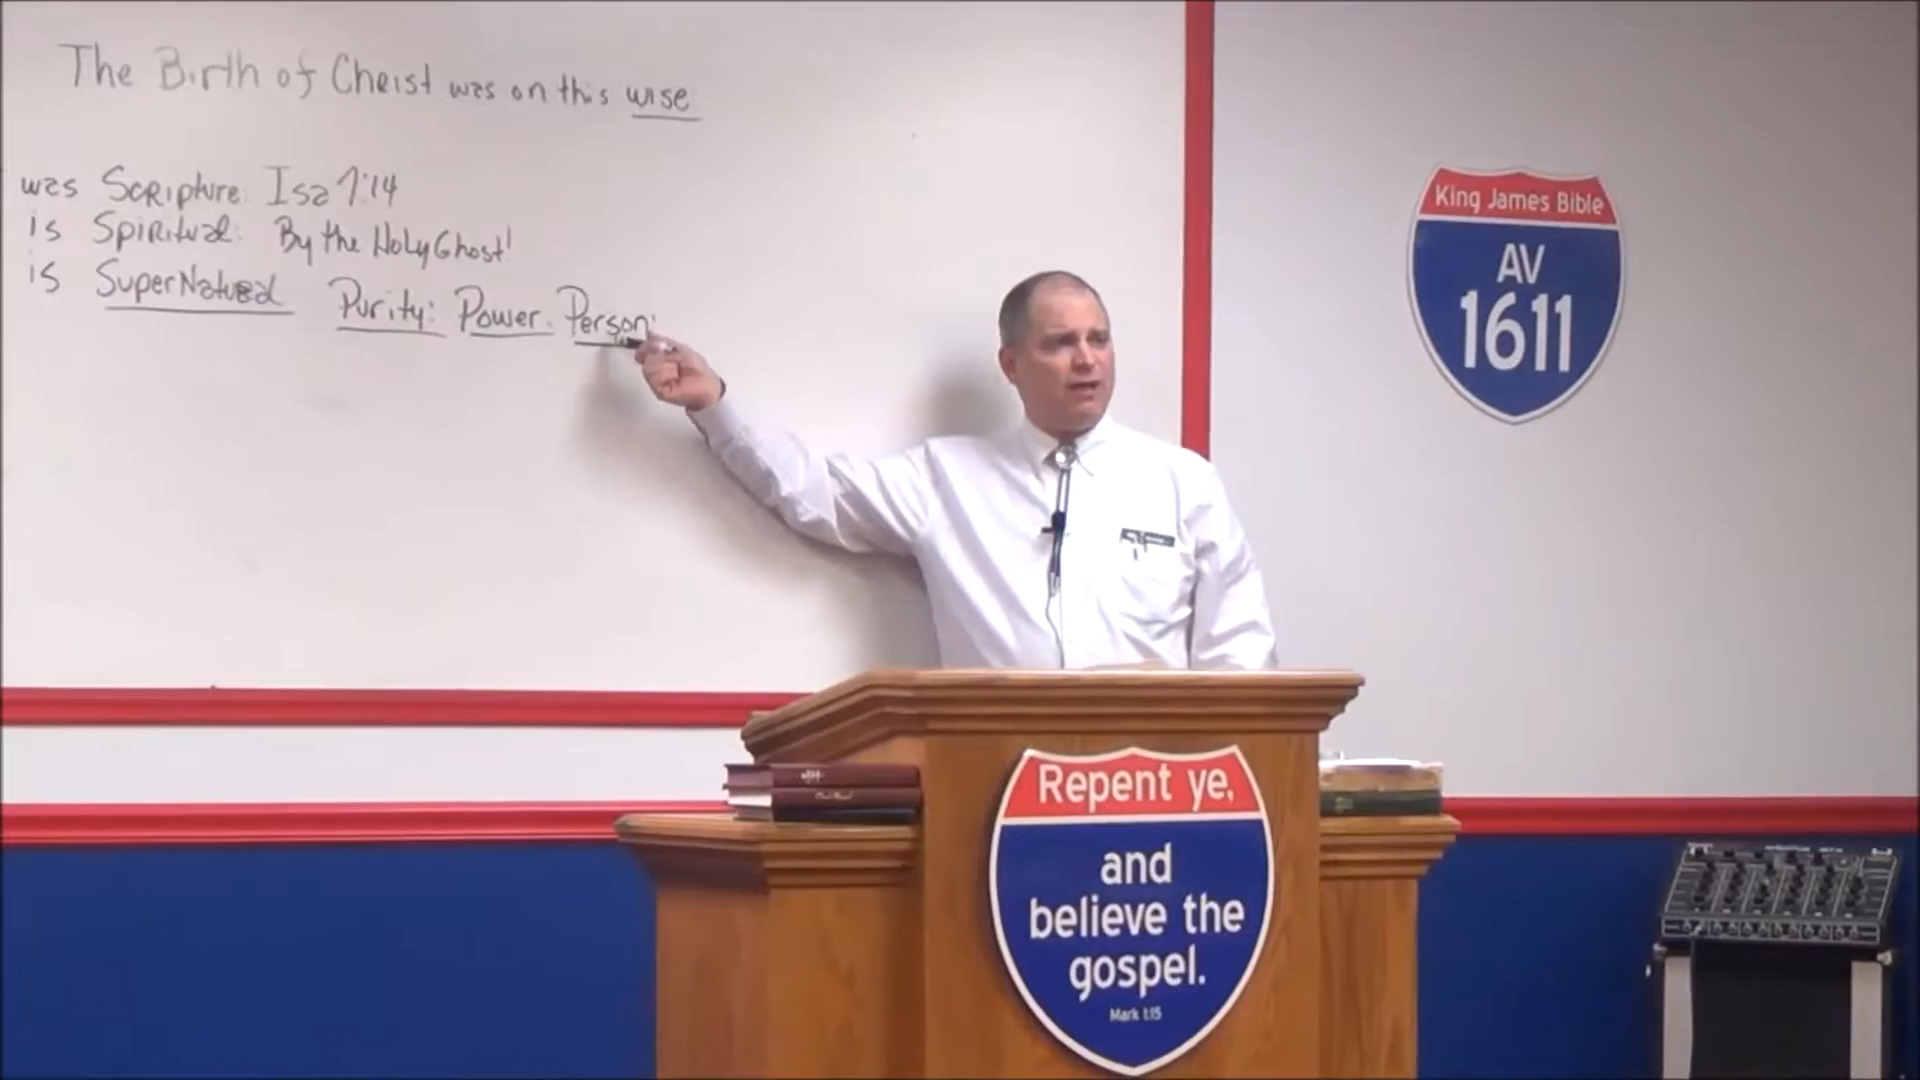 The Birth of Christ was on this wise
was Scripture: Isa 7:14
is Spiritual: By the Holy Ghost!
is SuperNatural Purity: Power: Person:
King James Bible
AV
1611
Repent ye,
and
believe the
gospel.
Mark 1:15